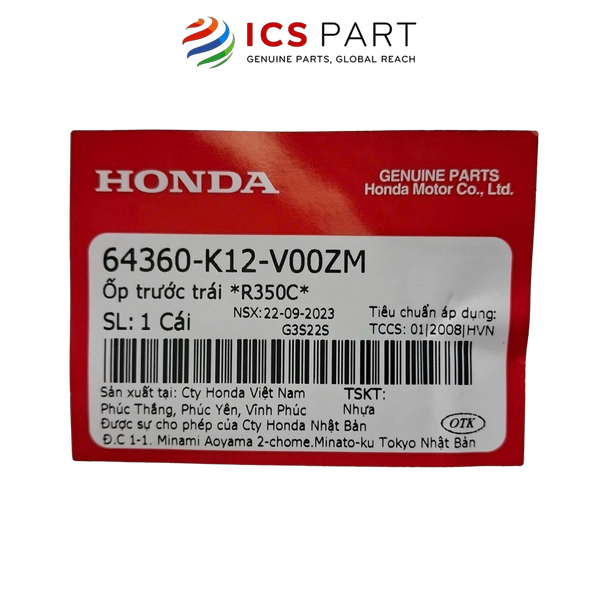 ICS PART
GENUINE PARTS, GLOBAL REACH
HONDA
GENUINE PARTS
Honda Motor Co., Ltd.
64360-K12-V00ZM
Ốp trước trái *R350C*
SL: 1 Cái
NSX: 22-09-2023
G3S22S
Tiêu chuẩn áp dụng:
TCCS: 01|2008|HVN
Sản xuất tại: Cty Honda Việt Nam
Phúc Thắng, Phúc Yên, Vĩnh Phúc
TSKT:
Nhựa
Được sự cho phép của Cty Honda Nhật Bản
Đ.C 1-1. Minami Aoyama 2-chome.Minato-ku Tokyo Nhật Bản
OTK